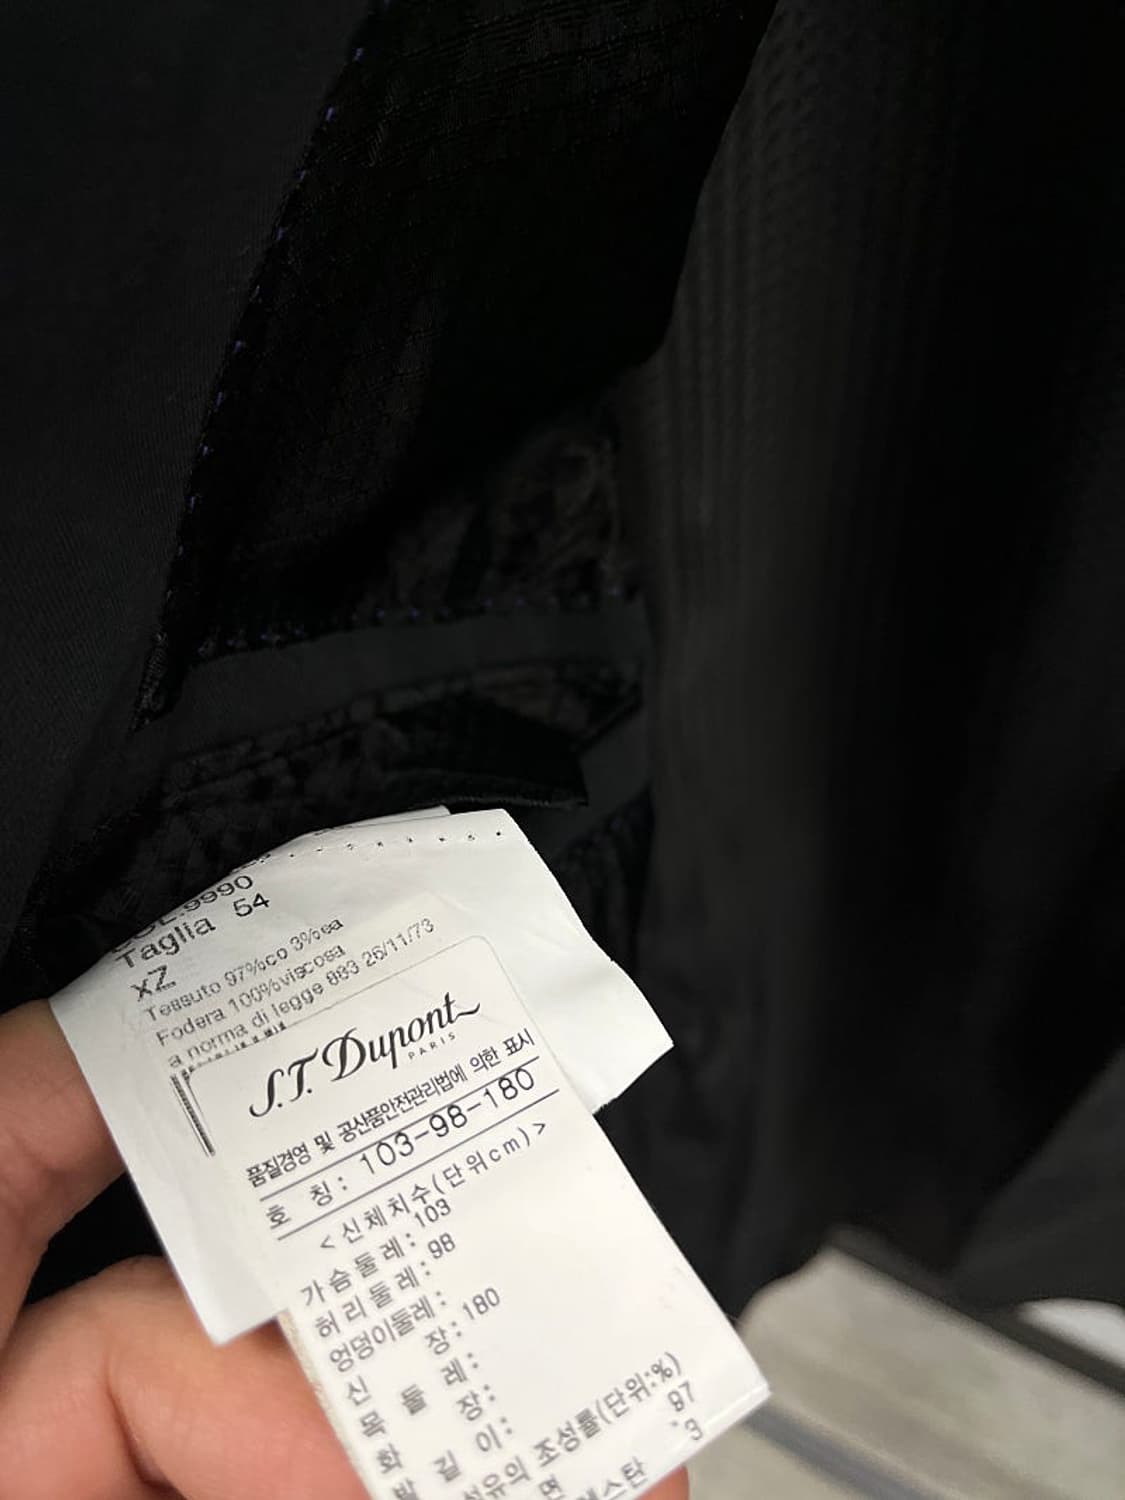 COL.9990
Taglia 54
xZ
Tessuto 97%co 3%ea
Fodera 100%viscosa
a norma di legge 883 26/11/73
S.T. Dupont
PARIS
품질경영 및 공산품안전관리법에 의한 표시
호 칭: 103-98-180
<신체치수(단위cm)>
가슴둘레:103
허리둘레:98
엉덩이둘레:
신 장:180
목 둘 레:
화 장:
발 길 이:
섬유의 조성률(단위:%)
면 97
3